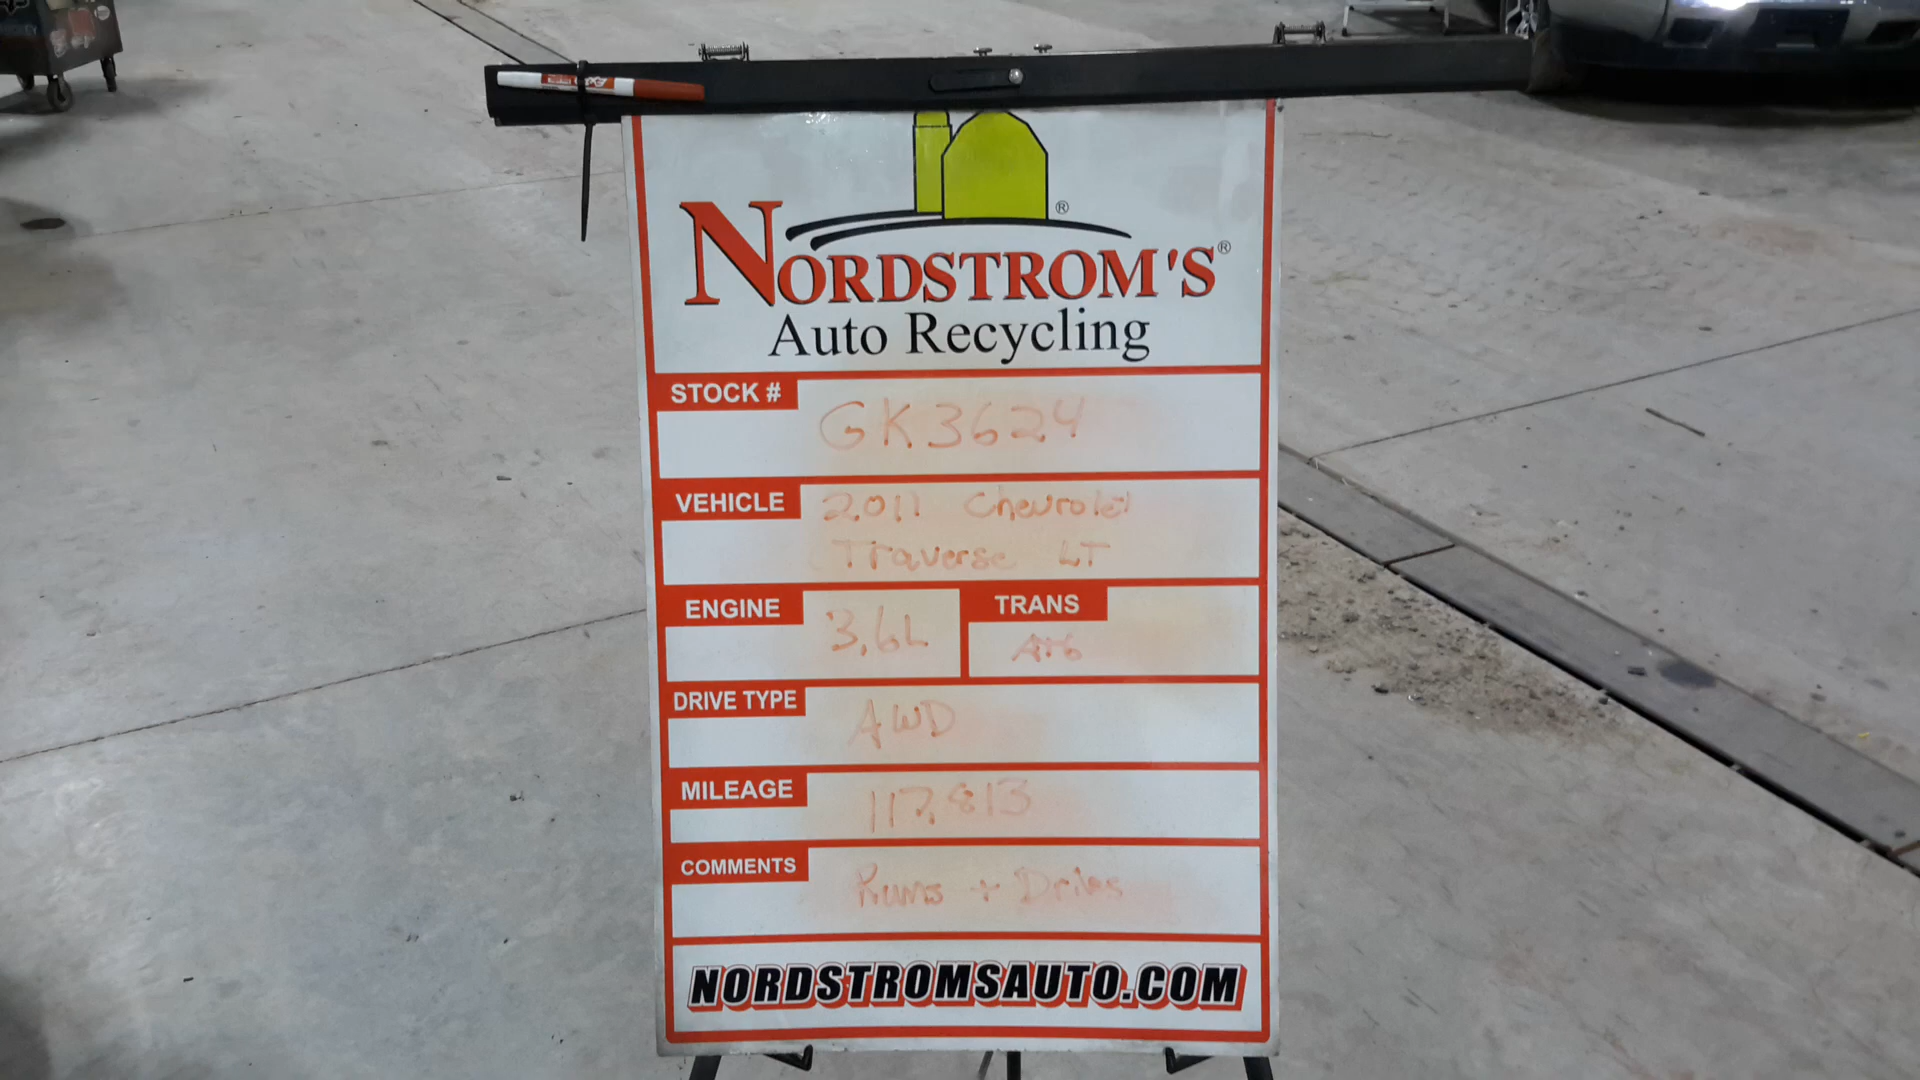 NORDSTROM'S®
Auto Recycling
STOCK # GK3624
VEHICLE 2011 Chevrolet
Traverse LT
ENGINE 3.6L TRANS AT6
DRIVE TYPE AWD
MILEAGE 117,813
COMMENTS Runs + Drives
NORDSTROMSAUTO.COM